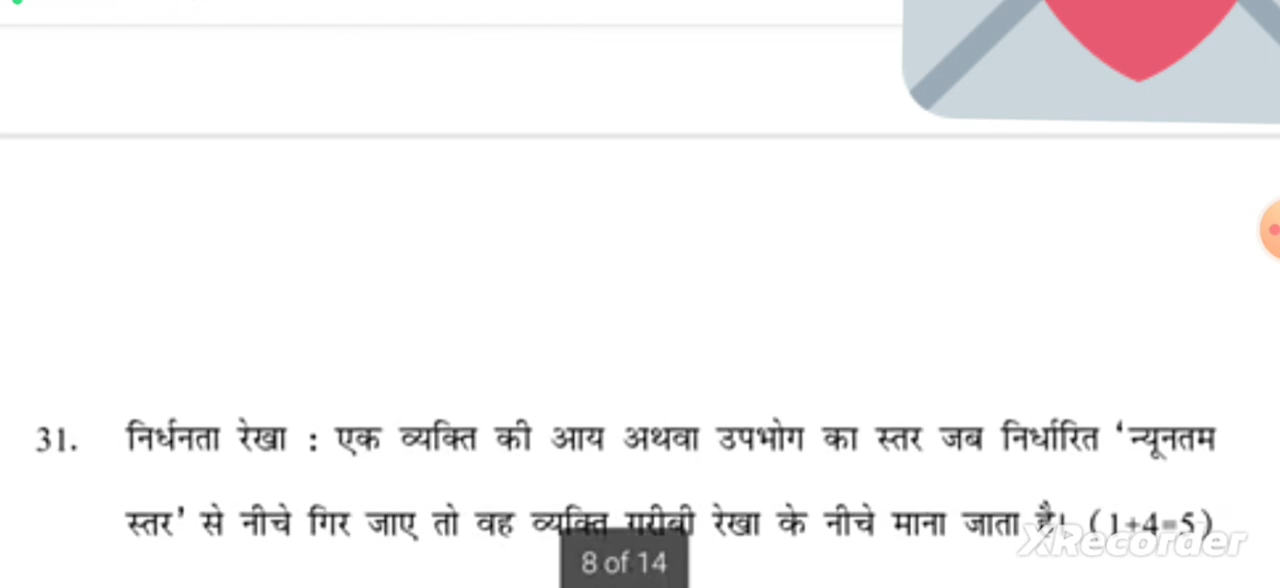 31. निर्धनता रेखा : एक व्यक्ति की आय अथवा उपभोग का स्तर जब निर्धारित ‘न्यूनतम
स्तर’ से नीचे गिर जाए तो वह व्यक्ति गरीबी रेखा के नीचे माना जाता है। (1+4=5)
XRecorder
8 of 14